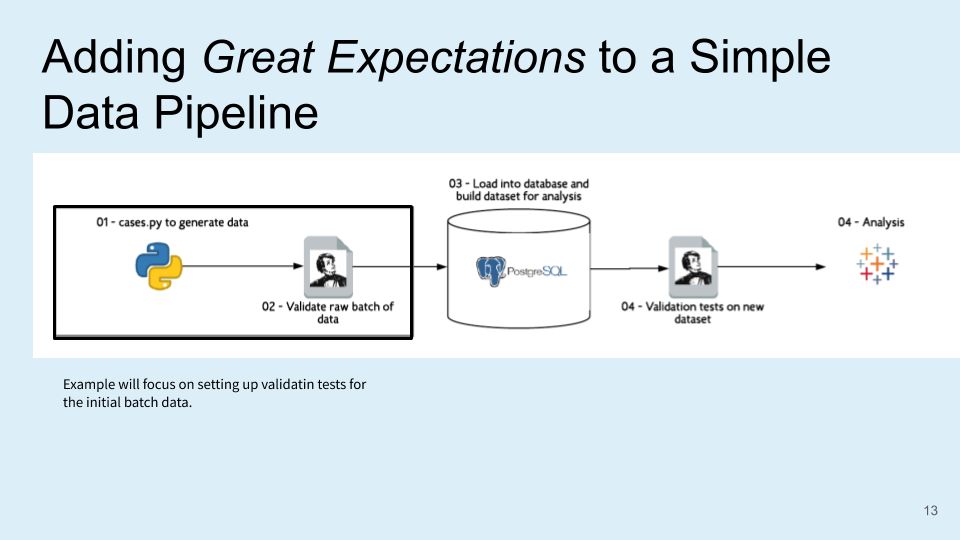 Adding Great Expectations to a Simple
Data Pipeline
03 - Load into database and
build dataset for analysis
01 - cases.py to generate data
04 - Analysis
PostgreSQL
02 - Validate raw batch of
data
04 - Validation tests on new
dataset
Example will focus on setting up validatin tests for
the initial batch data.
13